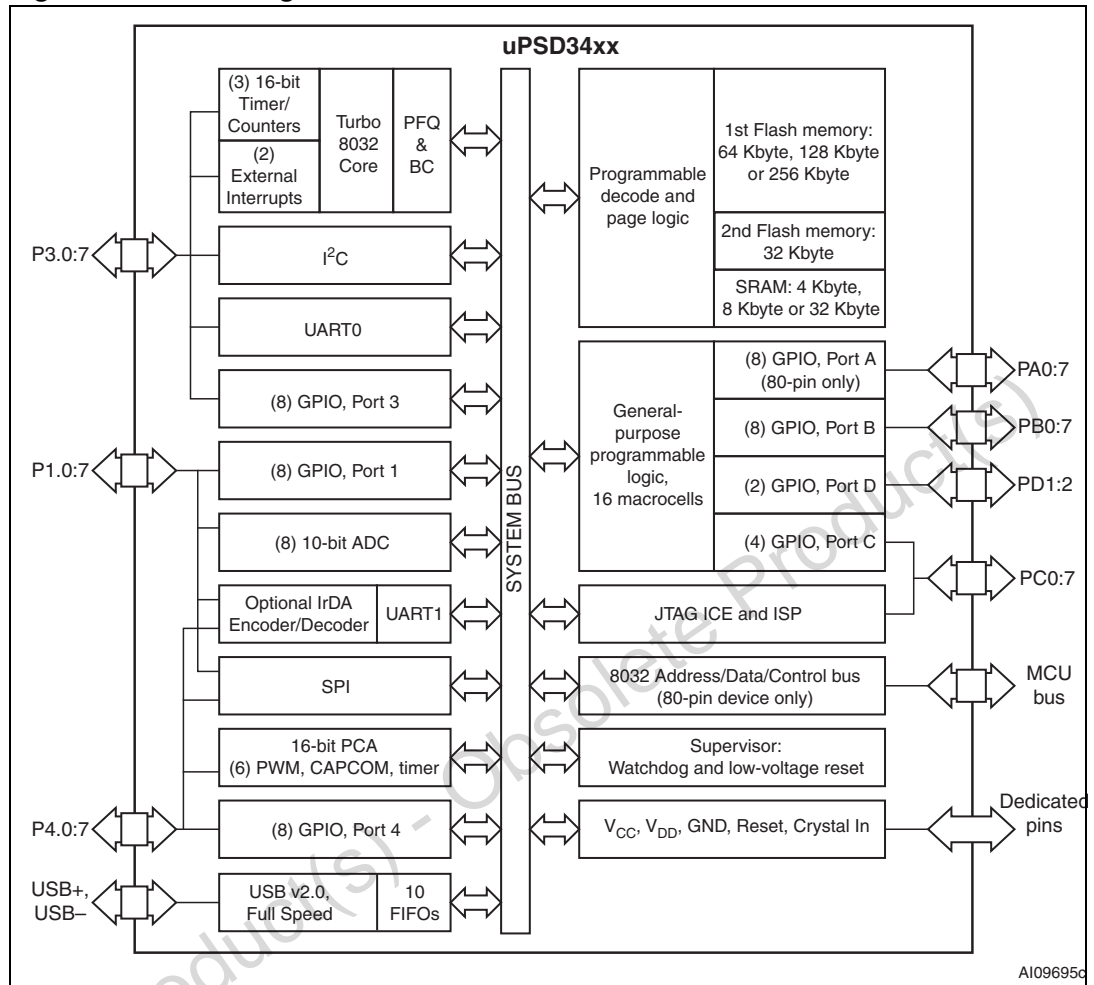 uPSD34xx
(3) 16-bit
Timer/
Counters
(2)
External
Interrupts
Turbo
8032
Core
PFQ
&
BC
P3.0:7
I2C
UART0
(8) GPIO, Port 3
P1.0:7
(8) GPIO, Port 1
(8) 10-bit ADC
Optional IrDA
Encoder/Decoder
UART1
SPI
16-bit PCA
(6) PWM, CAPCOM, timer
P4.0:7
(8) GPIO, Port 4
USB+,
USB–
USB v2.0,
Full Speed
10
FIFOs
SYSTEM BUS
Programmable
decode and
page logic
1st Flash memory:
64 Kbyte, 128 Kbyte
or 256 Kbyte
2nd Flash memory:
32 Kbyte
SRAM: 4 Kbyte,
8 Kbyte or 32 Kbyte
General-
purpose
programmable
logic,
16 macrocells
(8) GPIO, Port A
(80-pin only)
PA0:7
(8) GPIO, Port B
PB0:7
(2) GPIO, Port D
PD1:2
(4) GPIO, Port C
PC0:7
JTAG ICE and ISP
8032 Address/Data/Control bus
(80-pin device only)
MCU
bus
Supervisor:
Watchdog and low-voltage reset
VCC, VDD, GND, Reset, Crystal In
Dedicated
pins
AI09695c
oduct(s) - Obsolete Product(s)